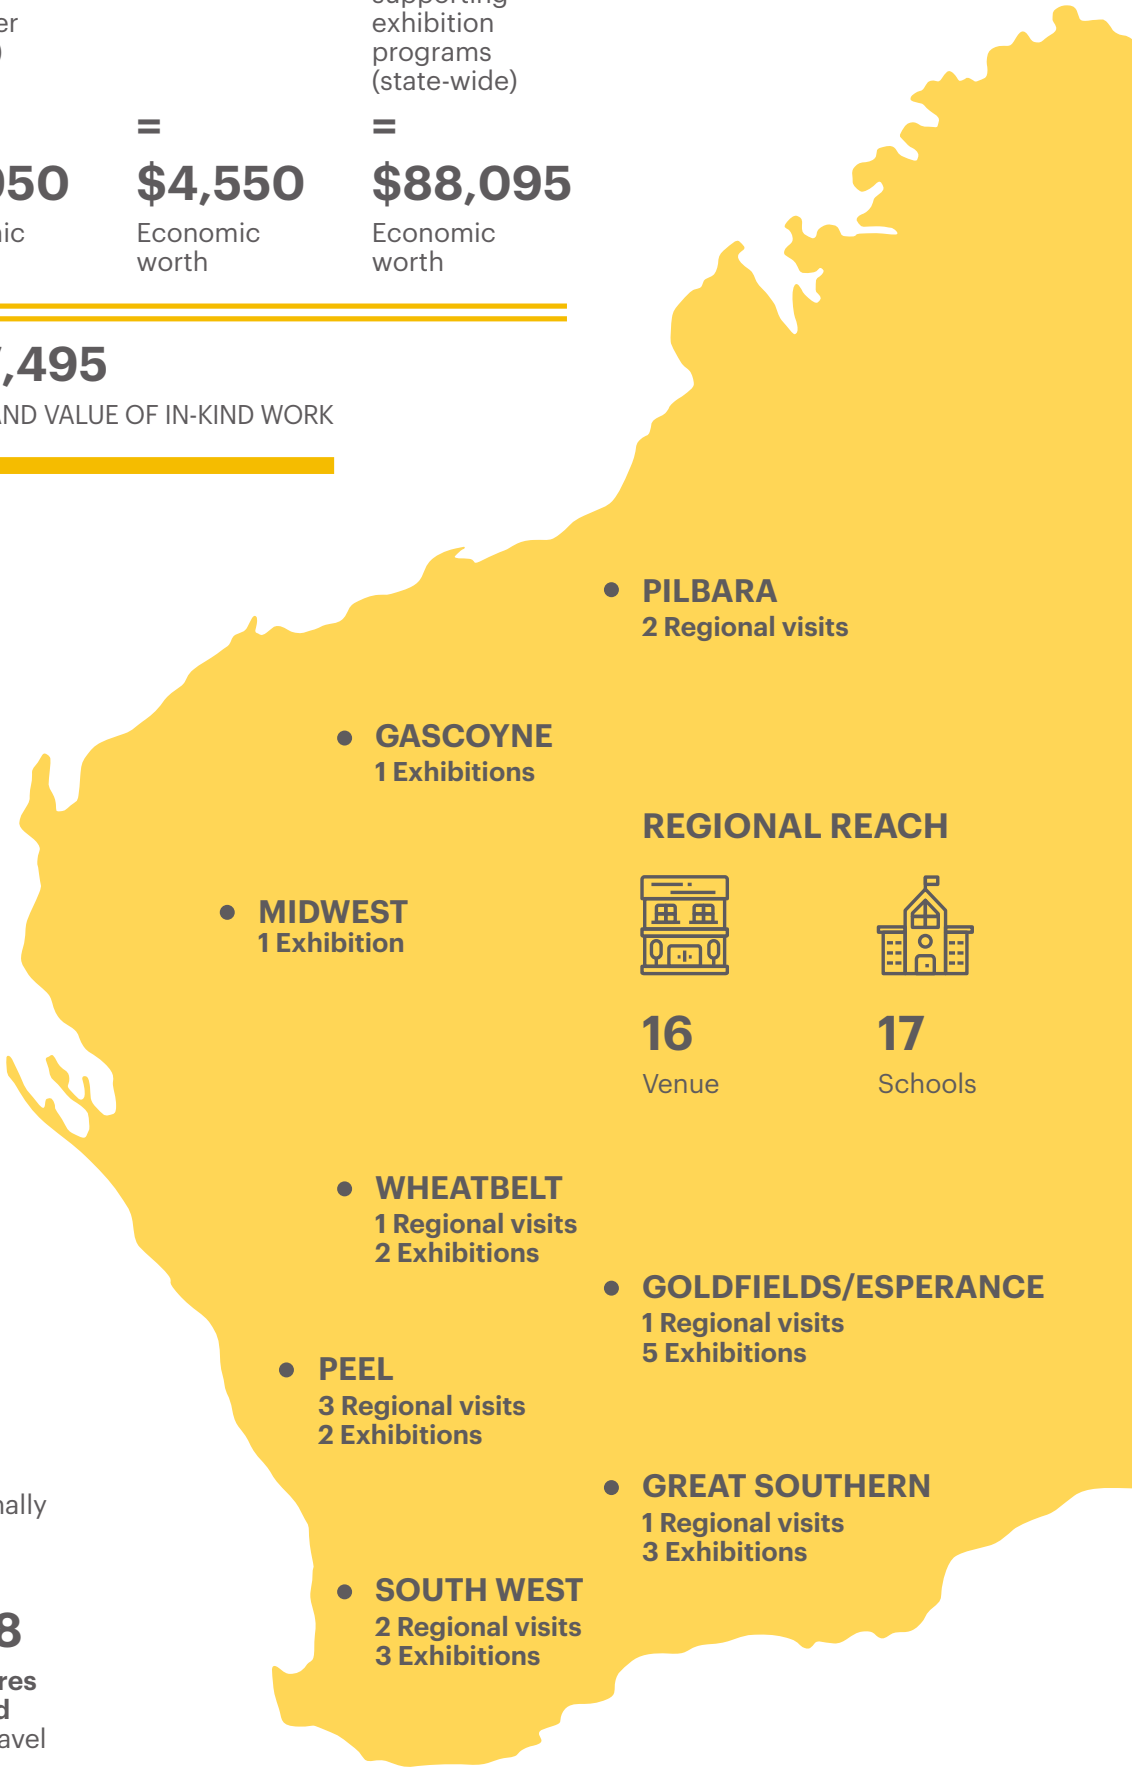 exhibition
programs
(state-wide)
=
=
$4,550
$88,095
Economic
worth
Economic
worth
,495
VALUE OF IN-KIND WORK
PILBARA
2 Regional visits
GASCOYNE
1 Exhibitions
REGIONAL REACH
MIDWEST
1 Exhibition
16
Venue
17
Schools
WHEATBELT
1 Regional visits
2 Exhibitions
GOLDFIELDS/ESPERANCE
1 Regional visits
5 Exhibitions
PEEL
3 Regional visits
2 Exhibitions
GREAT SOUTHERN
1 Regional visits
3 Exhibitions
SOUTH WEST
2 Regional visits
3 Exhibitions